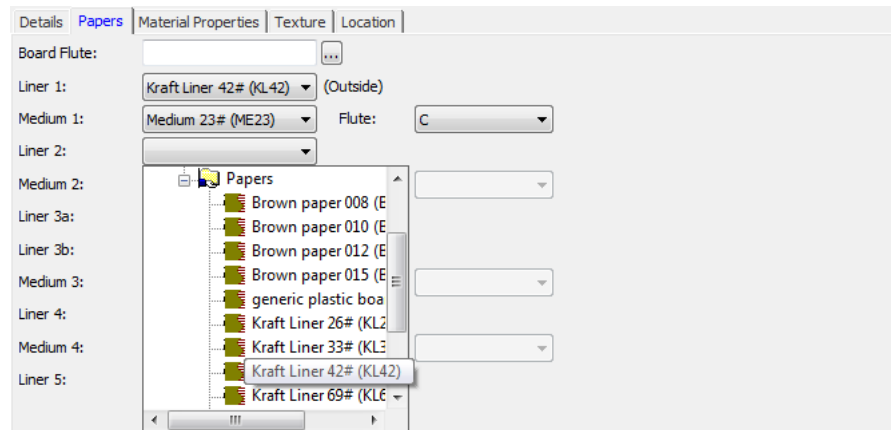 Details Papers Material Properties Texture Location
Board Flute: ...
Liner 1: Kraft Liner 42# (KL42) (Outside)
Medium 1: Medium 23# (ME23) Flute: C
Liner 2:
Papers
Medium 2:
Brown paper 008 (E
Liner 3a:
Brown paper 010 (E
Liner 3b:
Brown paper 012 (E
Medium 3:
Brown paper 015 (E
generic plastic boa
Liner 4:
Kraft Liner 26# (KL2
Medium 4:
Kraft Liner 33# (KL3
Liner 5:
Kraft Liner 42# (KL42)
Kraft Liner 69# (KL6